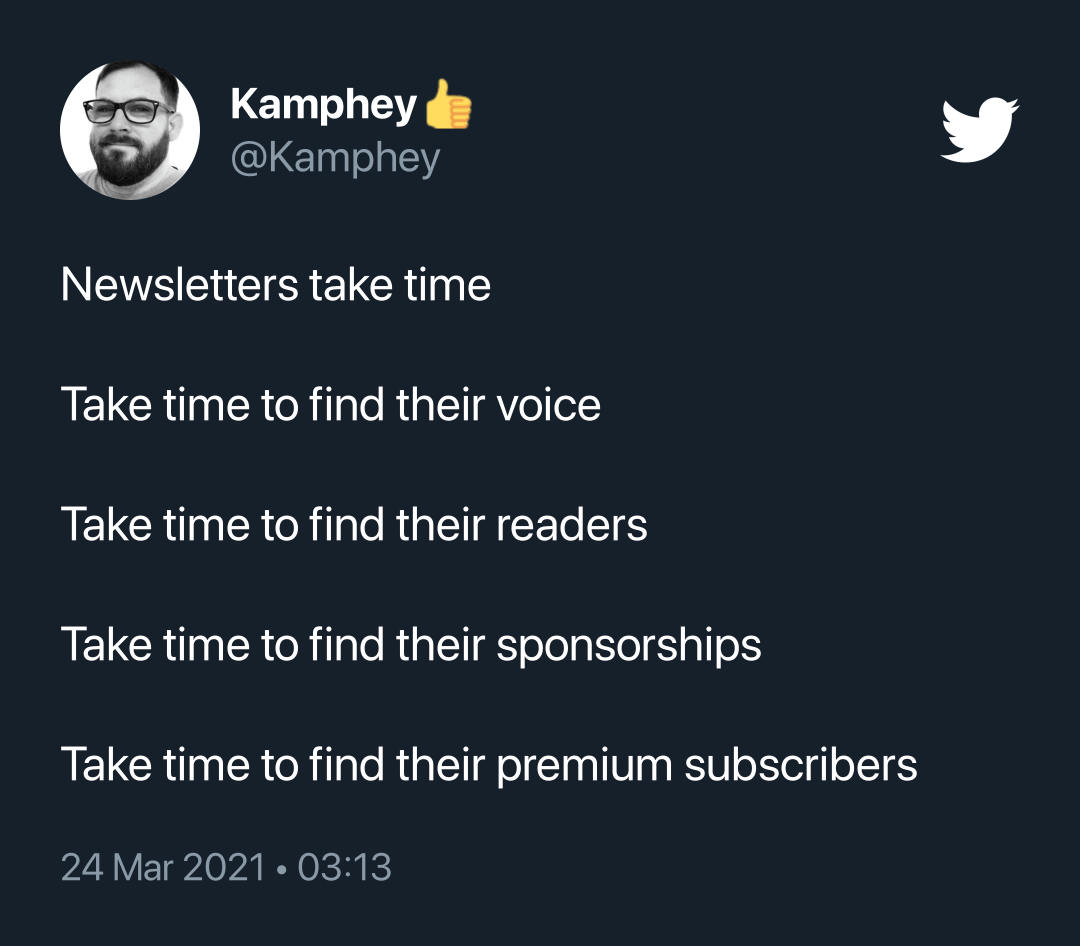 Kamphey👍
@Kamphey
Newsletters take time
Take time to find their voice
Take time to find their readers
Take time to find their sponsorships
Take time to find their premium subscribers
24 Mar 2021 • 03:13